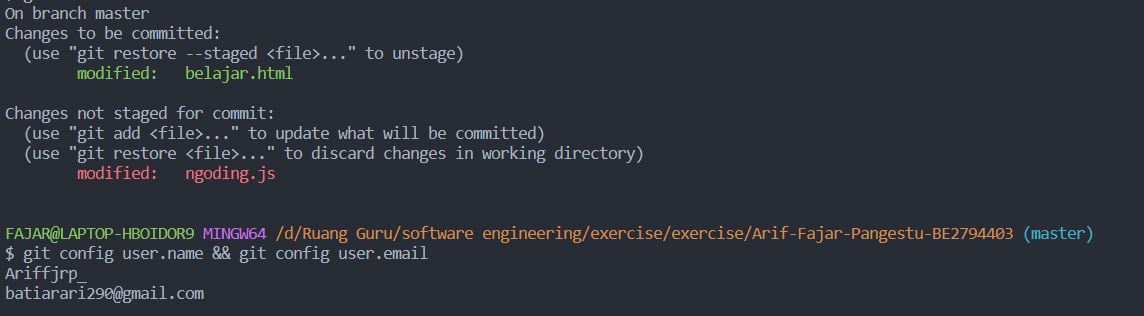 On branch master
Changes to be committed:
  (use "git restore --staged <file>..." to unstage)
        modified:   belajar.html

Changes not staged for commit:
  (use "git add <file>..." to update what will be committed)
  (use "git restore <file>..." to discard changes in working directory)
        modified:   ngoding.js

FAJAR@LAPTOP-HBOIDOR9 MINGW64 /d/Ruang Guru/software engineering/exercise/exercise/Arif-Fajar-Pangestu-BE2794403 (master)
$ git config user.name && git config user.email
Ariffjrp_
batiarari290@gmail.com